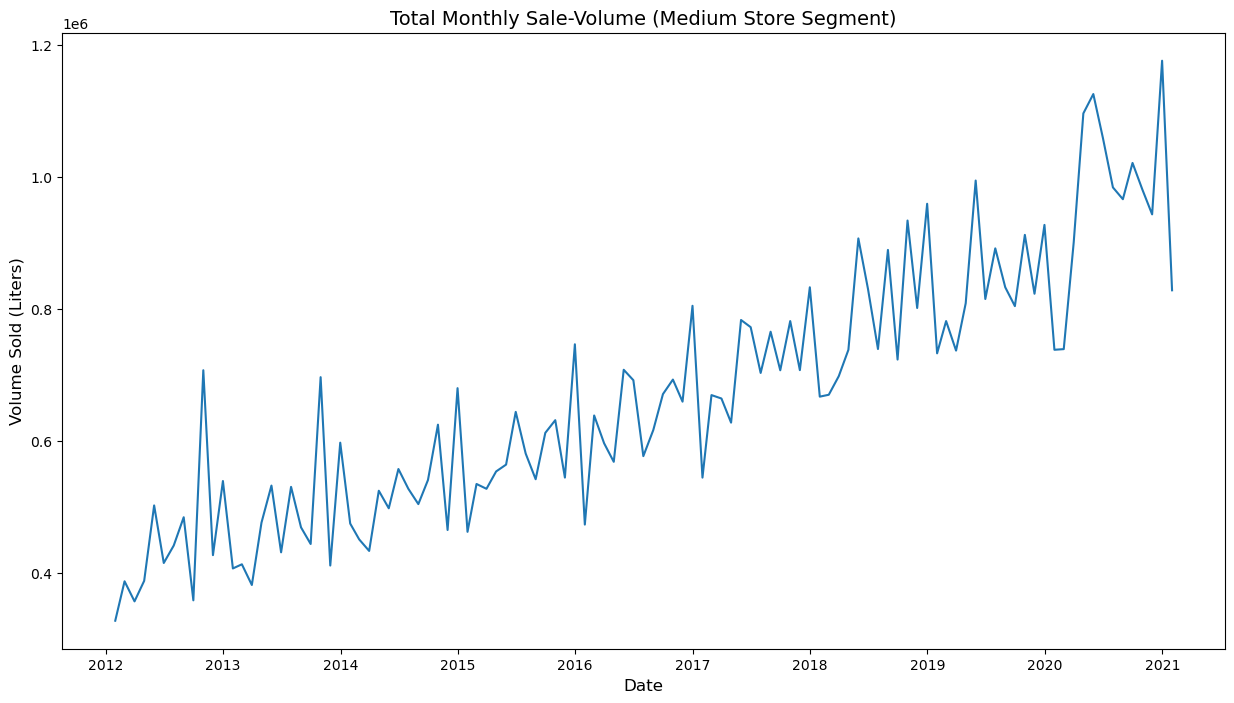 Total Monthly Sale-Volume (Medium Store Segment)
1e6
1.2
1.0
0.8
0.6
0.4
Volume Sold (Liters)
2012 2013 2014 2015 2016 2017 2018 2019 2020 2021
Date